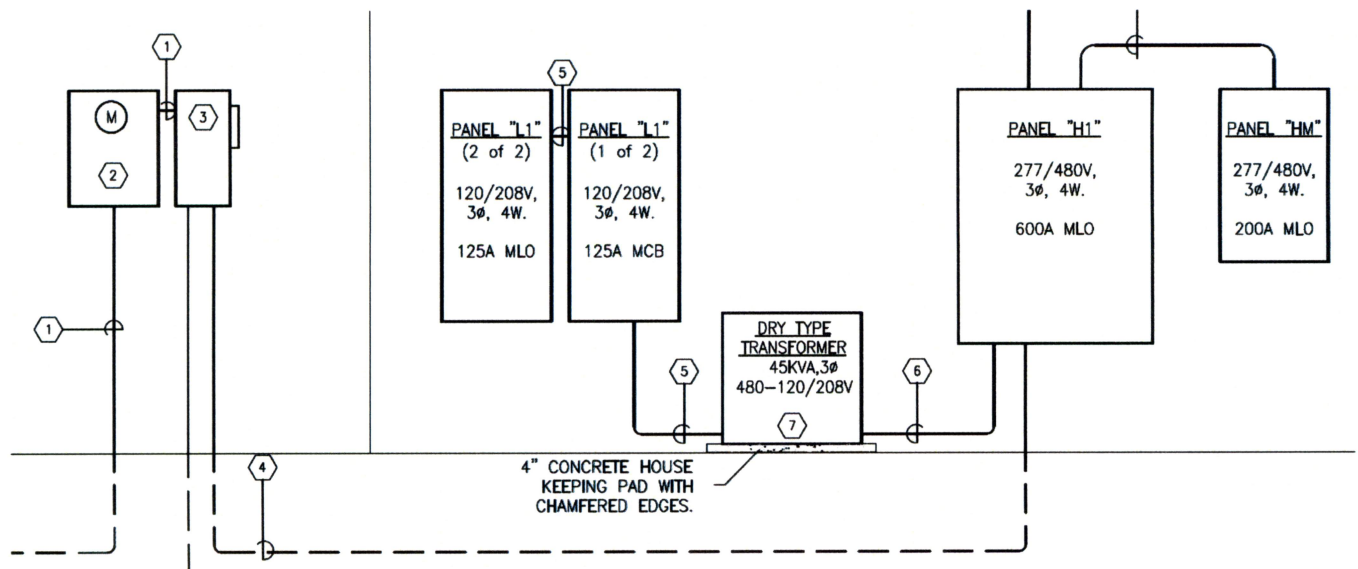 1
5
M
3
2
PANEL "L1"
(2 of 2)
120/208V,
3ø, 4W.
125A MLO
PANEL "L1"
(1 of 2)
120/208V,
3ø, 4W.
125A MCB
PANEL "H1"
277/480V,
3ø, 4W.
600A MLO
PANEL "HM"
277/480V,
3ø, 4W.
200A MLO
1
DRY TYPE
TRANSFORMER
45KVA,3ø
480-120/208V
7
5
6
4
4" CONCRETE HOUSE
KEEPING PAD WITH
CHAMFERED EDGES.